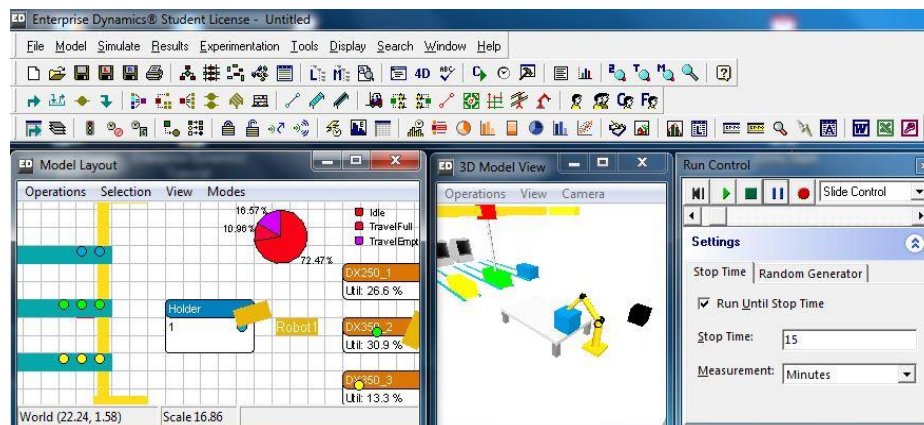 Enterprise Dynamics® Student License - Untitled
File Model Simulate Results Experimentation Tools Display Search Window Help
4D
Model Layout
Operations Selection View Modes
16.57%
10.96%
72.47%
Idle
TravelFull
TravelEmpt
DX250_1
Util: 26.6 %
Holder
1
Robot1
DX350_2
Util: 30.9 %
DX350_3
Util: 13.3 %
World (22.24, 1.58) Scale 16.86
3D Model View
Operations View Camera
Run Control
Slide Control
Settings
Stop Time Random Generator
Run Until Stop Time
Stop Time: 15
Measurement: Minutes